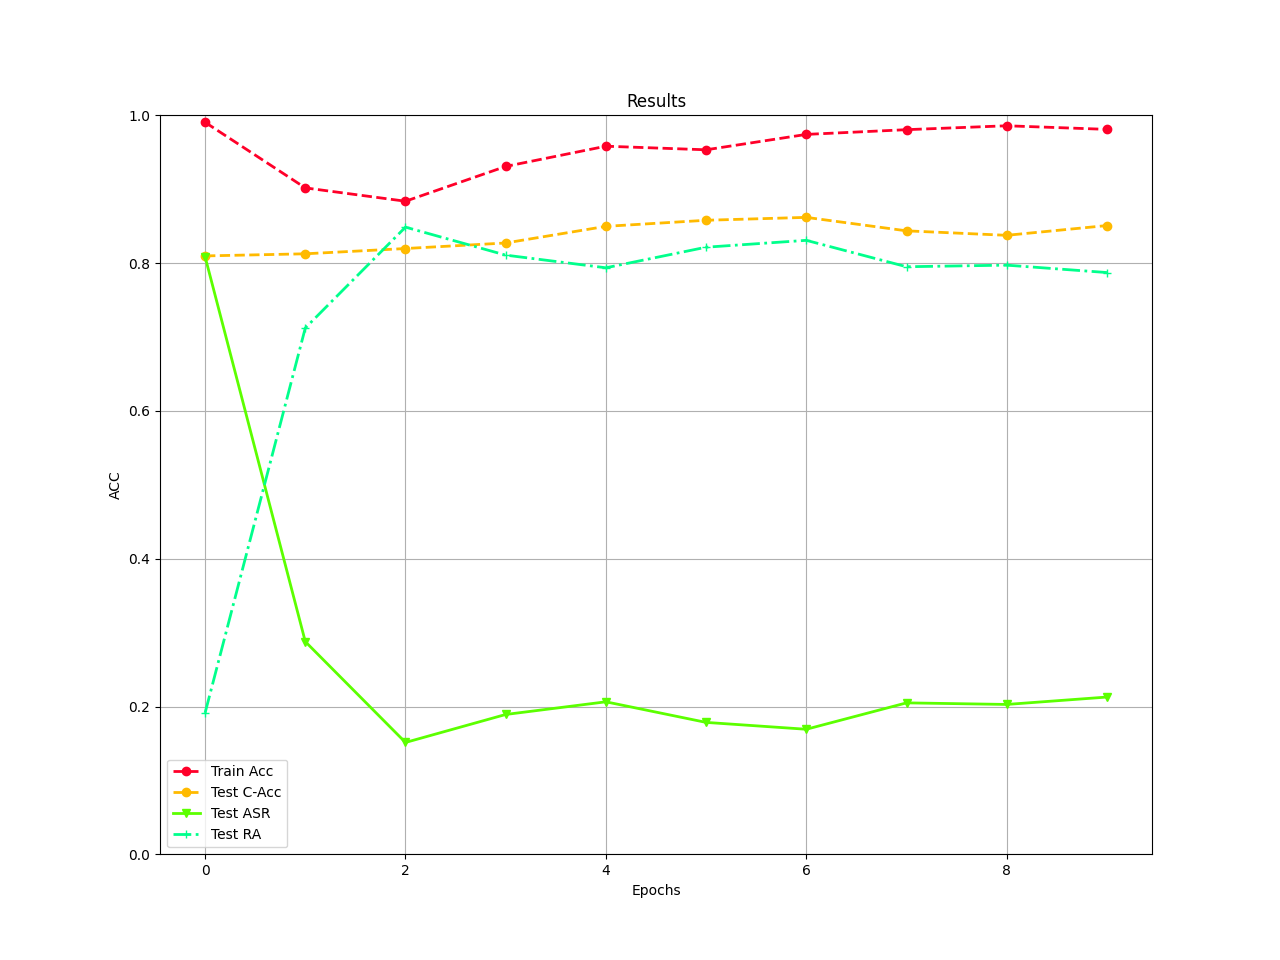 Results
1.0
0.8
0.6
0.4
0.2
0.0
ACC
Train Acc
Test C-Acc
Test ASR
Test RA
0 2 4 6 8
Epochs